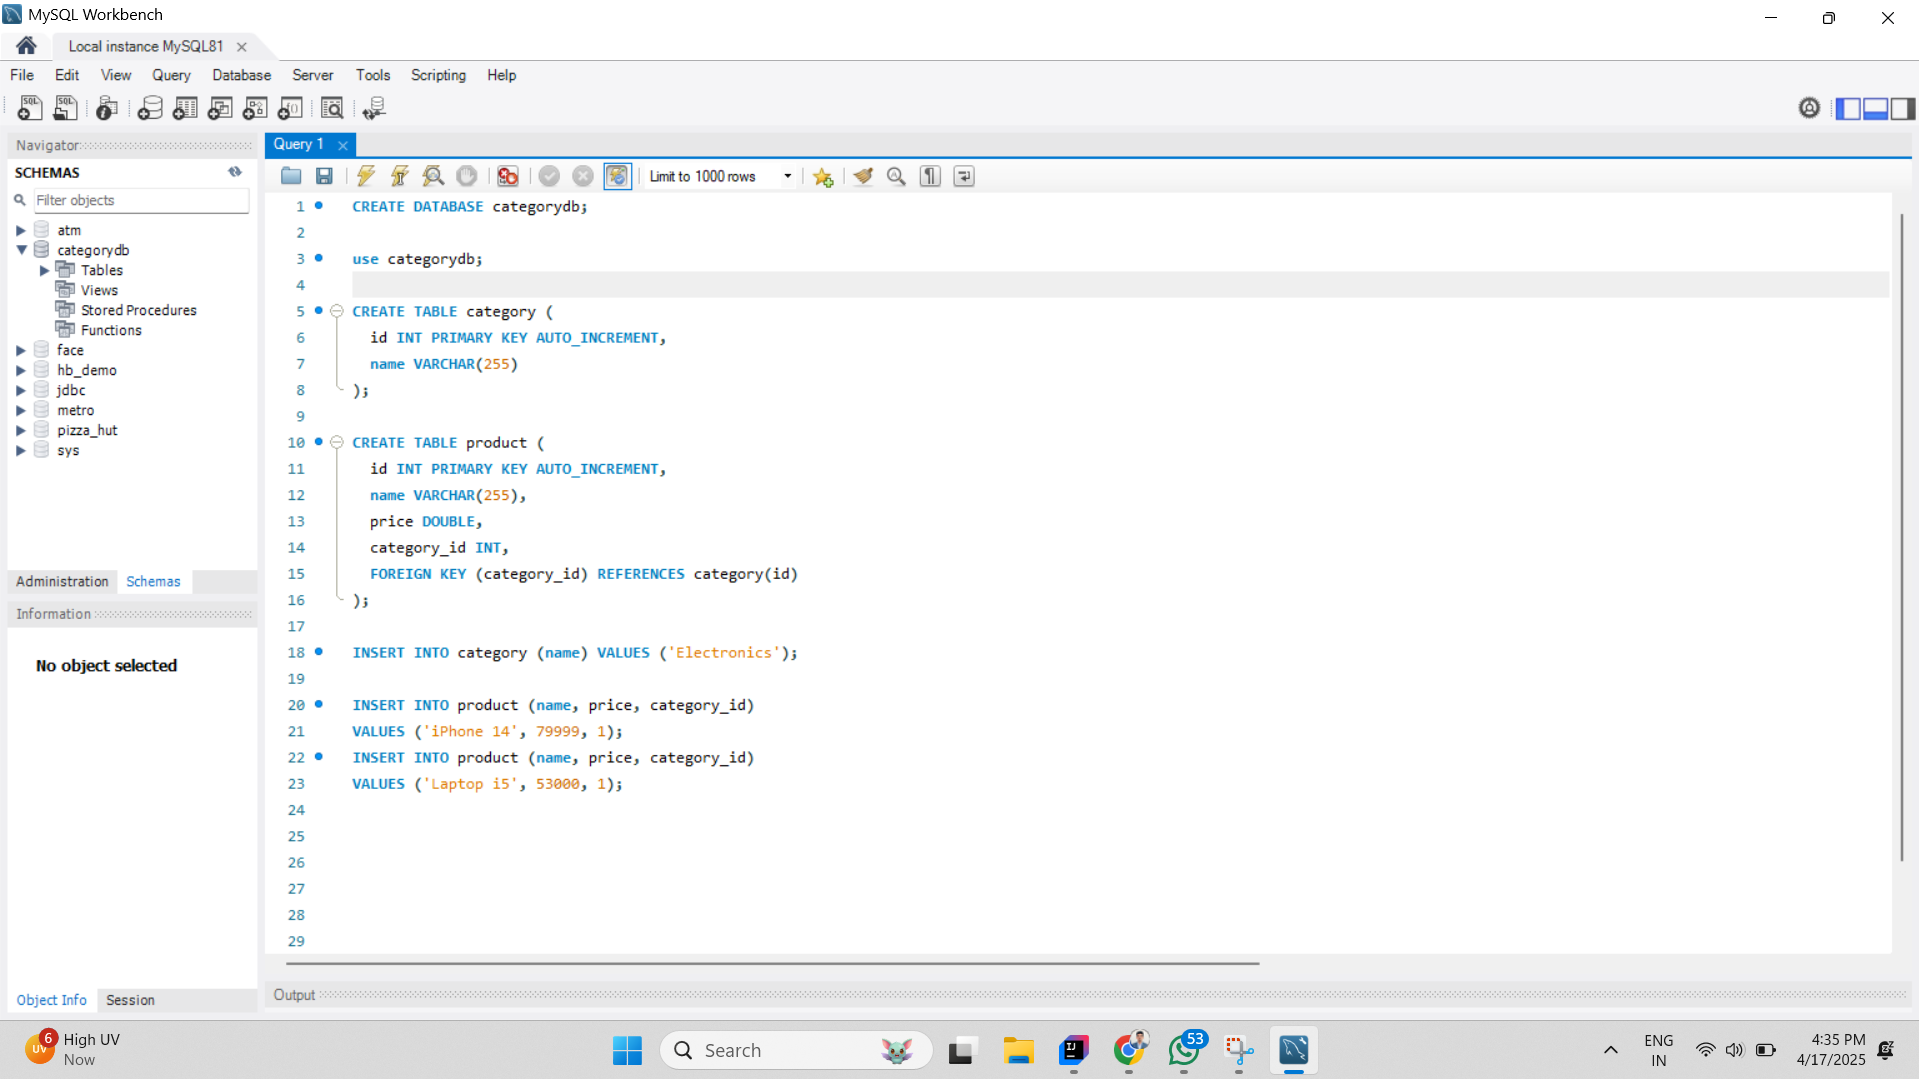 MySQL Workbench
Local instance MySQL81
File Edit View Query Database Server Tools Scripting Help
Navigator
SCHEMAS
Filter objects
atm
categorydb
Tables
Views
Stored Procedures
Functions
face
hb_demo
jdbc
metro
pizza_hut
sys
Administration Schemas
Information
No object selected
Object Info Session
Query 1
Limit to 1000 rows
1 CREATE DATABASE categorydb;
2
3 use categorydb;
4
5 CREATE TABLE category (
6 id INT PRIMARY KEY AUTO_INCREMENT,
7 name VARCHAR(255)
8 );
9
10 CREATE TABLE product (
11 id INT PRIMARY KEY AUTO_INCREMENT,
12 name VARCHAR(255),
13 price DOUBLE,
14 category_id INT,
15 FOREIGN KEY (category_id) REFERENCES category(id)
16 );
17
18 INSERT INTO category (name) VALUES ('Electronics');
19
20 INSERT INTO product (name, price, category_id)
21 VALUES ('iPhone 14', 79999, 1);
22 INSERT INTO product (name, price, category_id)
23 VALUES ('Laptop i5', 53000, 1);
24
25
26
27
28
29
Output
UV 6 High UV
Now
Search
IJ
53
ENG
IN
4:35 PM
4/17/2025